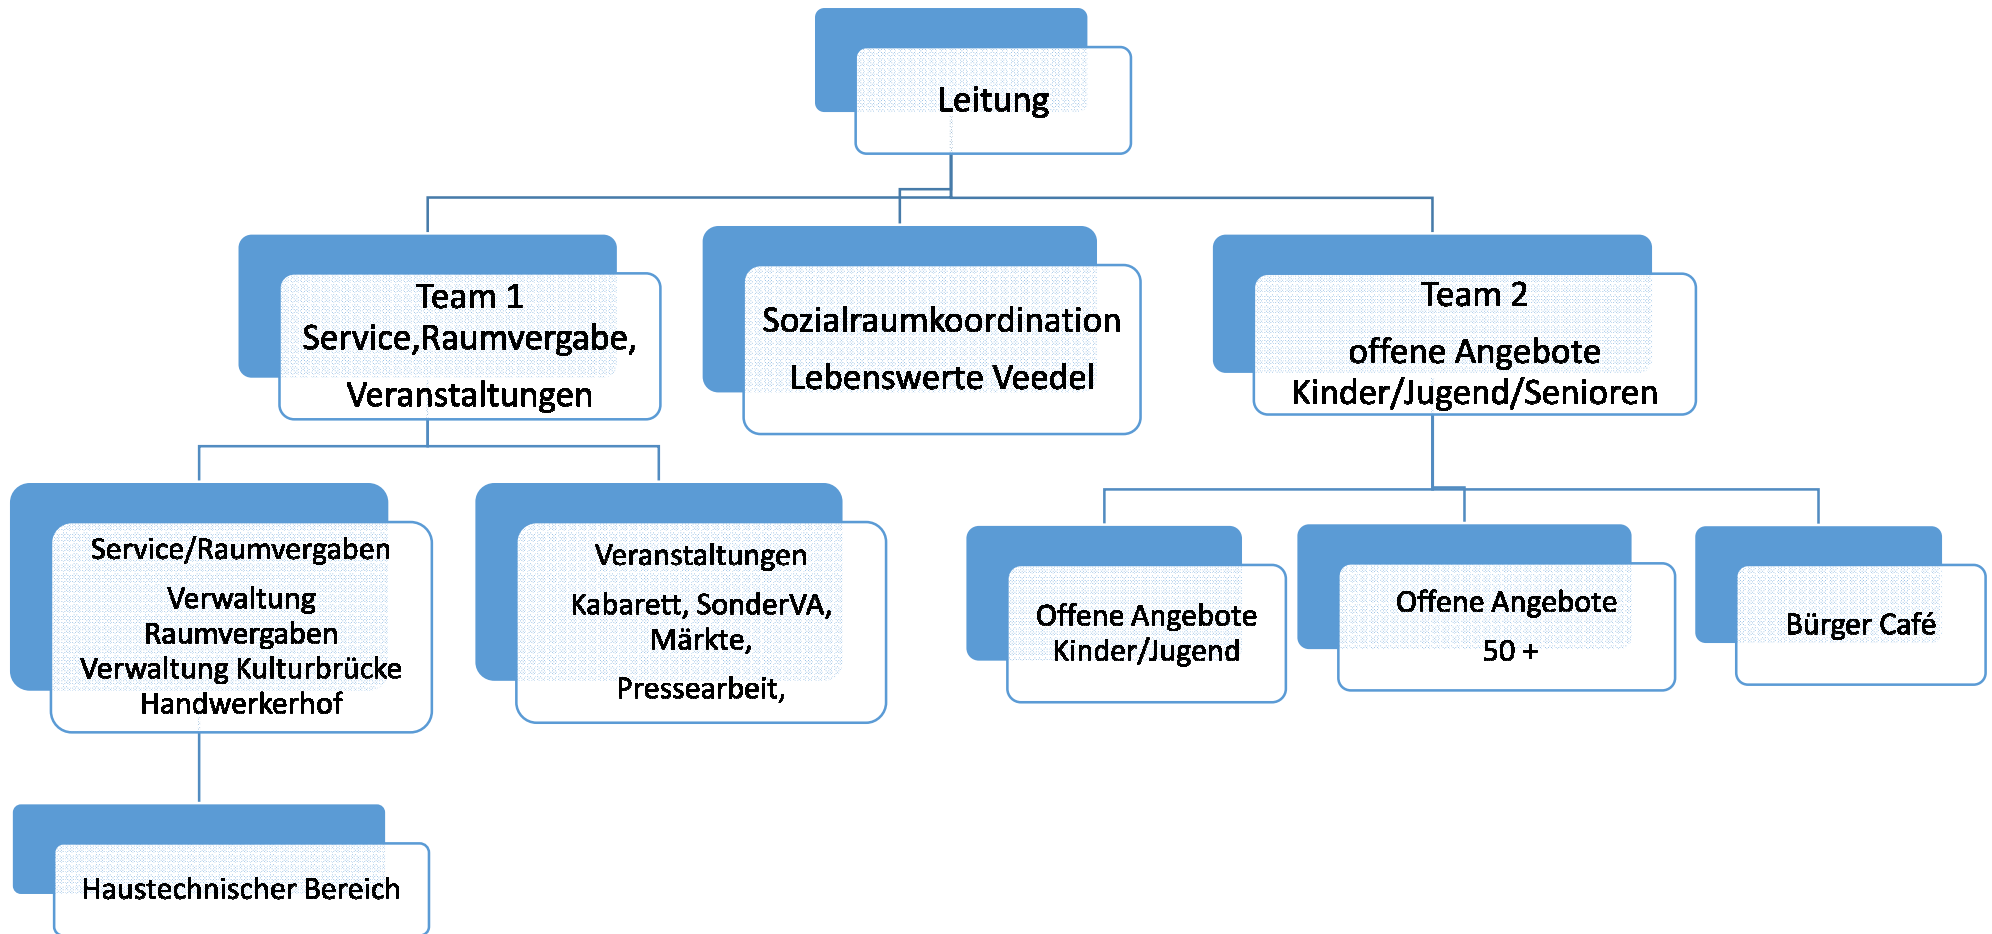 Leitung
Team 1
Service,Raumvergabe,
Veranstaltungen
Sozialraumkoordination
Lebenswerte Veedel
Team 2
offene Angebote
Kinder/Jugend/Senioren
Service/Raumvergaben
Verwaltung
Raumvergaben
Verwaltung Kulturbrücke
Handwerkerhof
Veranstaltungen
Kabarett, SonderVA,
Märkte,
Pressearbeit,
Offene Angebote
Kinder/Jugend
Offene Angebote
50 +
Bürger Café
Haustechnischer Bereich